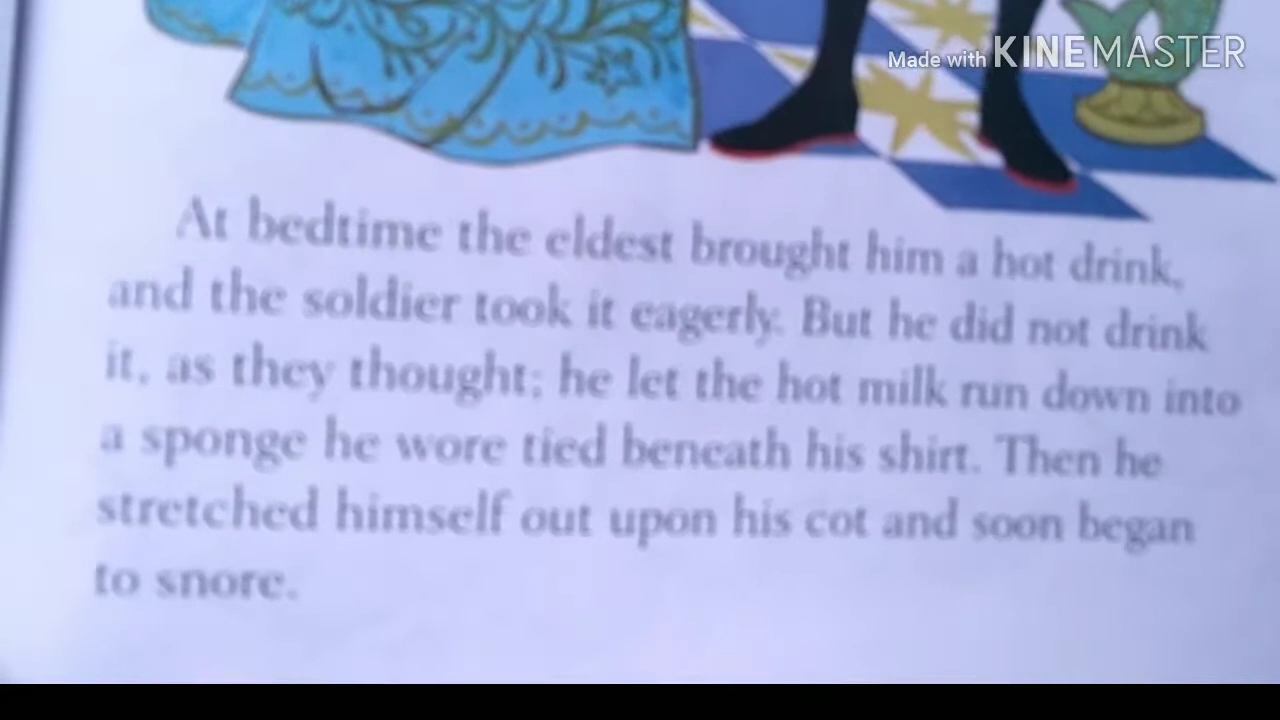 Made with KINEMASTER
At bedtime the eldest brought him a hot drink,
and the soldier took it eagerly. But he did not drink
it, as they thought; he let the hot milk run down into
a sponge he wore tied beneath his shirt. Then he
stretched himself out upon his cot and soon began
to snore.